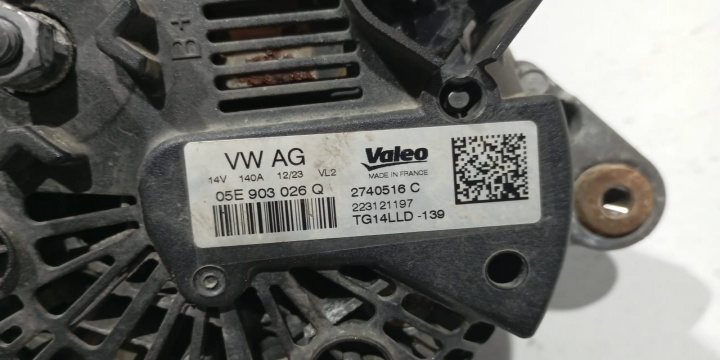 B+
VW AG
14V 140A 12/23 VL2
05E 903 026 Q
Valeo
MADE IN FRANCE
2740516 C
223121197
TG14LLD -139